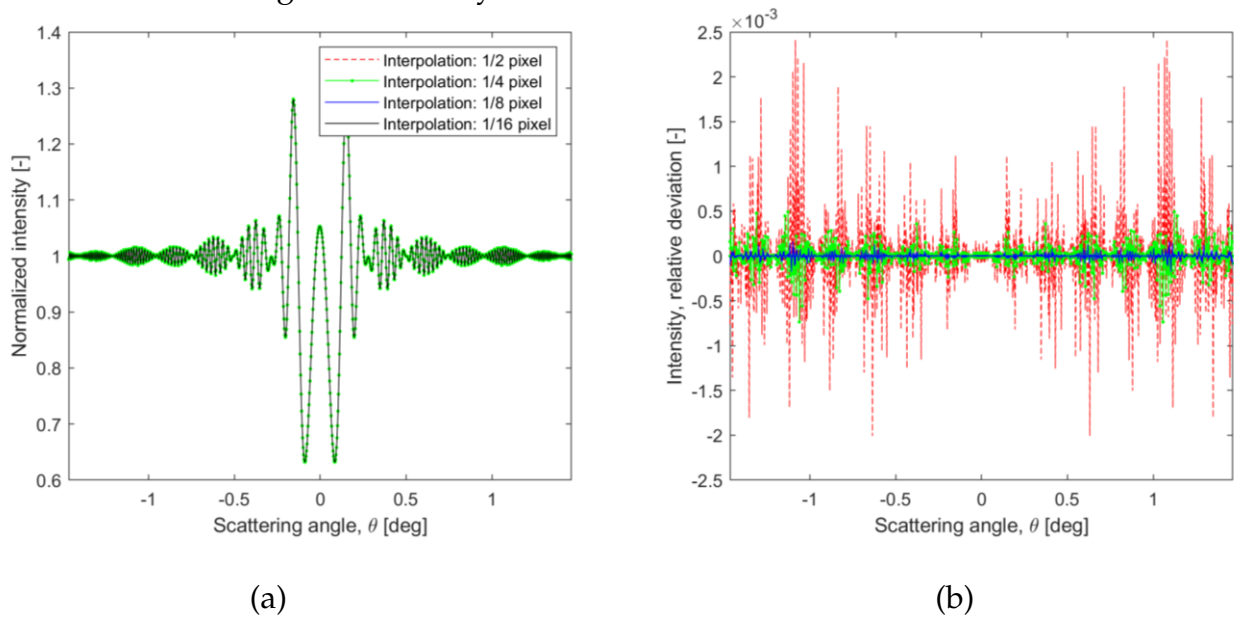 1.4
1.3
1.2
1.1
1
0.9
0.8
0.7
0.6
Normalized intensity [-]
Interpolation: 1/2 pixel
Interpolation: 1/4 pixel
Interpolation: 1/8 pixel
Interpolation: 1/16 pixel
-1 -0.5 0 0.5 1
Scattering angle, θ [deg]
(a)
×10⁻³
2.5
2
1.5
1
0.5
0
-0.5
-1
-1.5
-2
-2.5
Intensity, relative deviation [-]
-1 -0.5 0 0.5 1
Scattering angle, θ [deg]
(b)